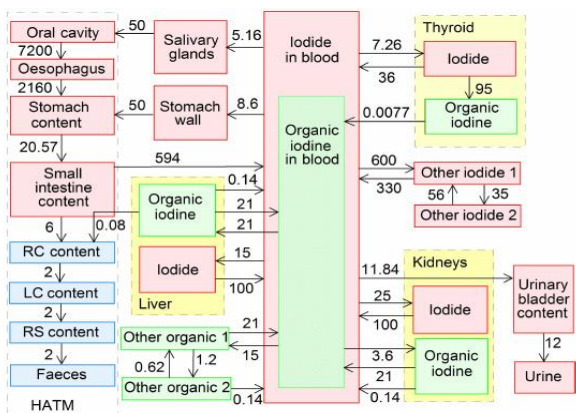 Oral cavity
50
Salivary
glands
5.16
Iodide
in blood
7.26
36
Thyroid
Iodide
95
Organic
iodine
0.0077
7200
Oesophagus
2160
Stomach
content
50
Stomach
wall
8.6
Organic
iodine
in blood
20.57
594
600
330
Other iodide 1
56
35
Other iodide 2
Small
intestine
content
0.14
Organic
iodine
21
21
0.08
6
RC content
Iodide
15
100
Liver
2
LC content
2
RS content
2
Faeces
HATM
11.84
Kidneys
25
Iodide
100
Urinary
bladder
content
12
Urine
3.6
Organic
iodine
21
0.14
Other organic 1
21
15
0.62
1.2
Other organic 2
0.14